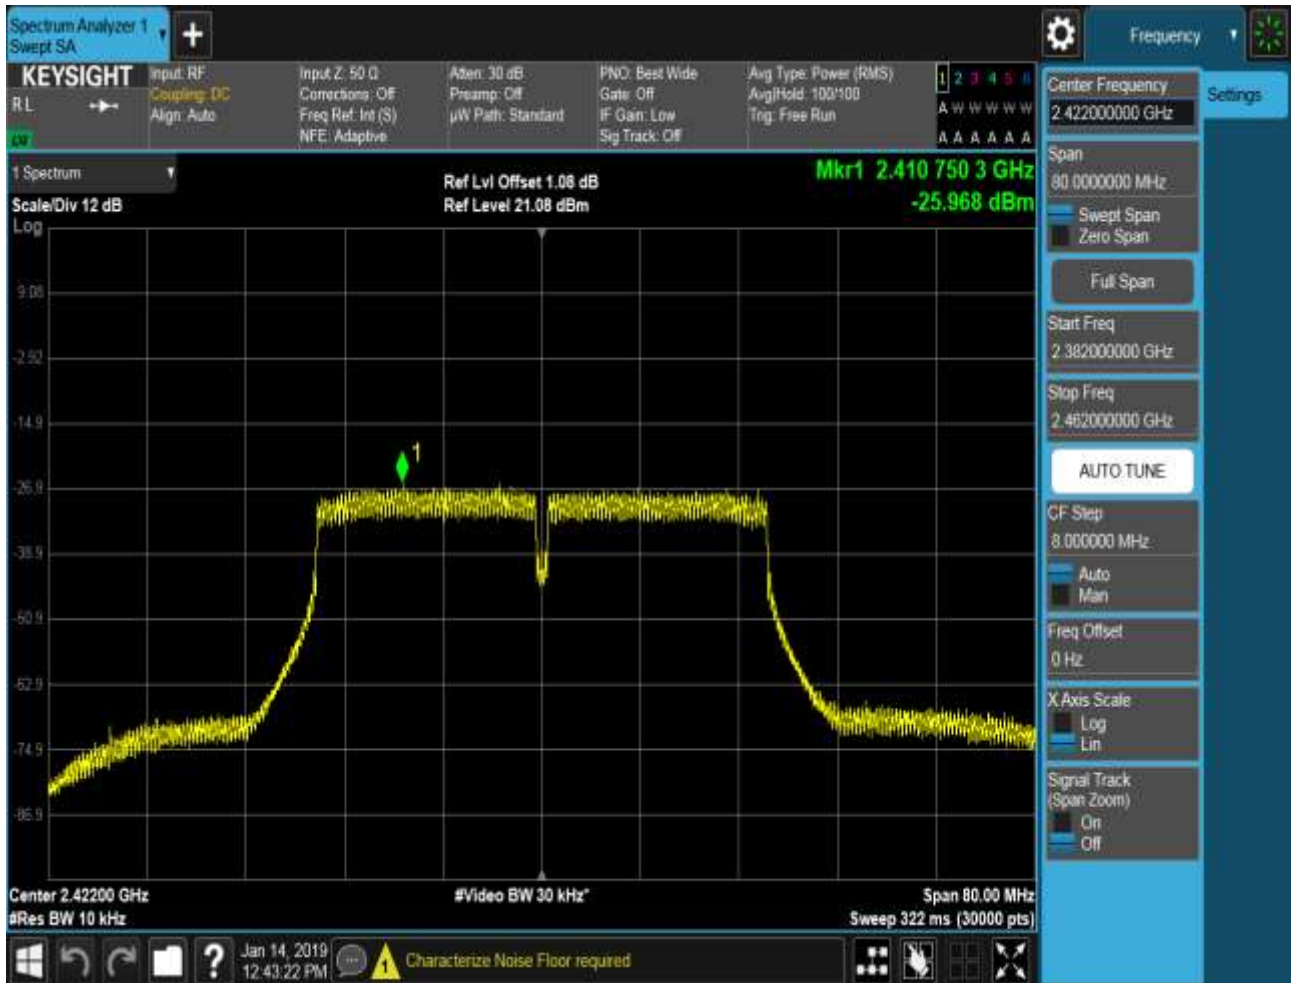 Spectrum Analyzer 1
Swept SA
+
Frequency
KEYSIGHT
RL
Input: RF
Coupling: DC
Align: Auto
Input Z: 50 Ω
Corrections: Off
Freq Ref: Int (S)
NFE: Adaptive
Atten: 30 dB
Preamp: Off
µW Path: Standard
PNO: Best Wide
Gate: Off
IF Gain: Low
Sig Track: Off
Avg Type: Power (RMS)
Avg|Hold: 100/100
Trig: Free Run
1 2 3 4 5 6
A W W W W W
A A A A A A
Center Frequency
2.422000000 GHz
Settings
Span
80.0000000 MHz
Swept Span
Zero Span
Full Span
Start Freq
2.382000000 GHz
Stop Freq
2.462000000 GHz
AUTO TUNE
CF Step
8.000000 MHz
Auto
Man
Freq Offset
0 Hz
X Axis Scale
Log
Lin
Signal Track
(Span Zoom)
On
Off
1 Spectrum
Scale/Div 12 dB
Log
Ref Lvl Offset 1.08 dB
Ref Level 21.08 dBm
Mkr1 2.410 750 3 GHz
-25.968 dBm
9.08
-2.92
-14.9
-26.9
-38.9
-50.9
-62.9
-74.9
-86.9
1
Center 2.42200 GHz
#Res BW 10 kHz
#Video BW 30 kHz*
Span 80.00 MHz
Sweep 322 ms (30000 pts)
?
Jan 14, 2019
12:43:22 PM
1
Characterize Noise Floor required